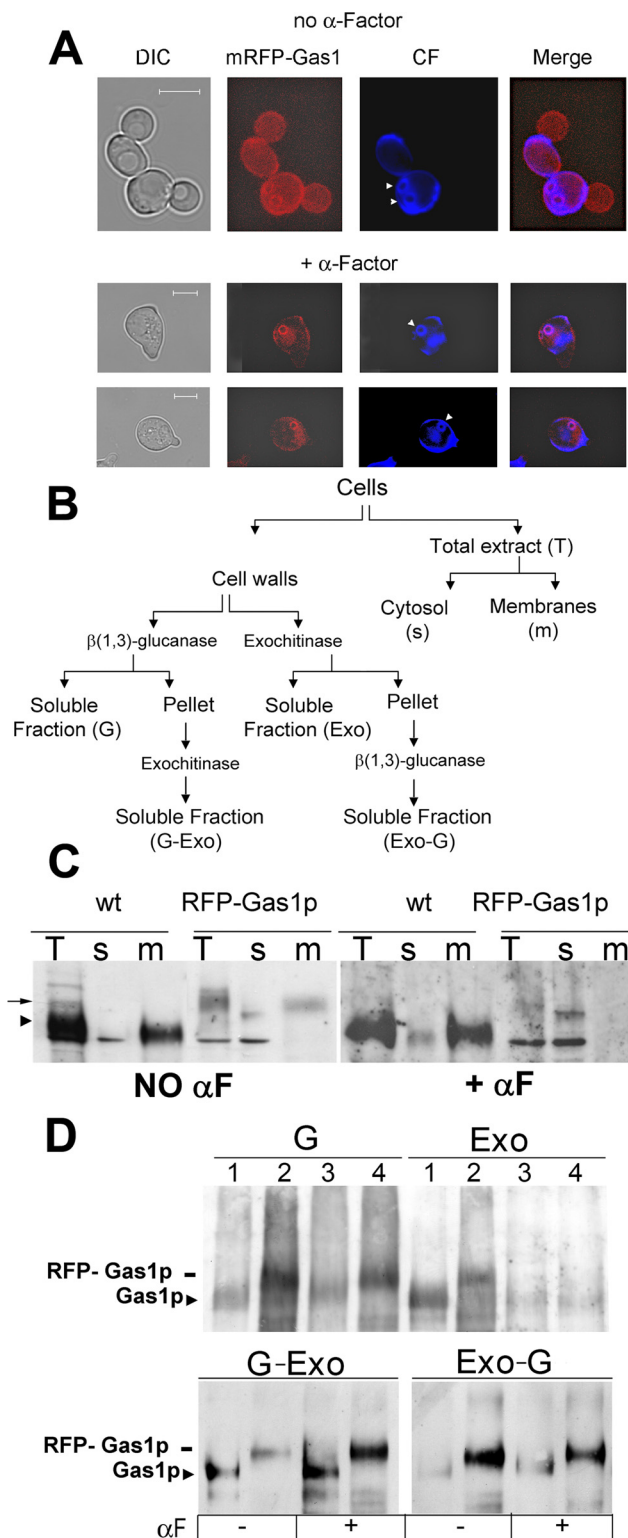 no α-Factor
A
DIC mRFP-Gas1 CF Merge
+ α-Factor
B
Cells
Total extract (T)
Cell walls
Cytosol (s)
Membranes (m)
β(1,3)-glucanase
Exochitinase
Soluble Fraction (G)
Pellet
Soluble Fraction (Exo)
Pellet
Exochitinase
β(1,3)-glucanase
Soluble Fraction (G-Exo)
Soluble Fraction (Exo-G)
C
wt RFP-Gas1p wt RFP-Gas1p
T s m T s m T s m T s m
NO αF + αF
D
G Exo
1 2 3 4 1 2 3 4
RFP- Gas1p
Gas1p
G-Exo Exo-G
RFP- Gas1p
Gas1p
αF - + - +